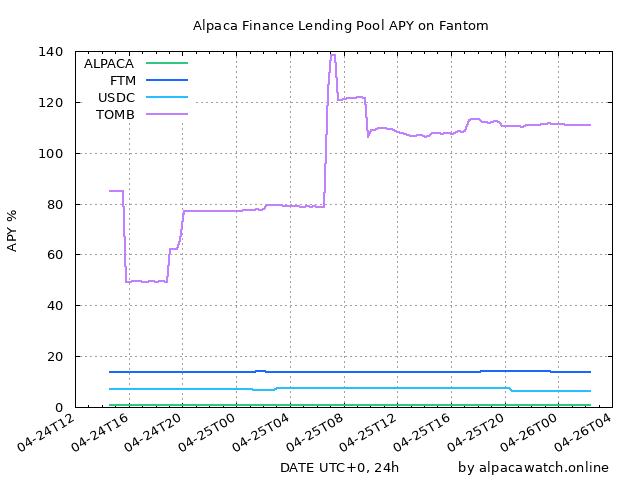 Alpaca Finance Lending Pool APY on Fantom
140
120
100
80
60
40
20
0
APY %
ALPACA
FTM
USDC
TOMB
04-24T12
04-24T16
04-24T20
04-25T00
04-25T04
04-25T08
04-25T12
04-25T16
04-25T20
04-26T00
04-26T04
DATE UTC+0, 24h
by alpacawatch.online